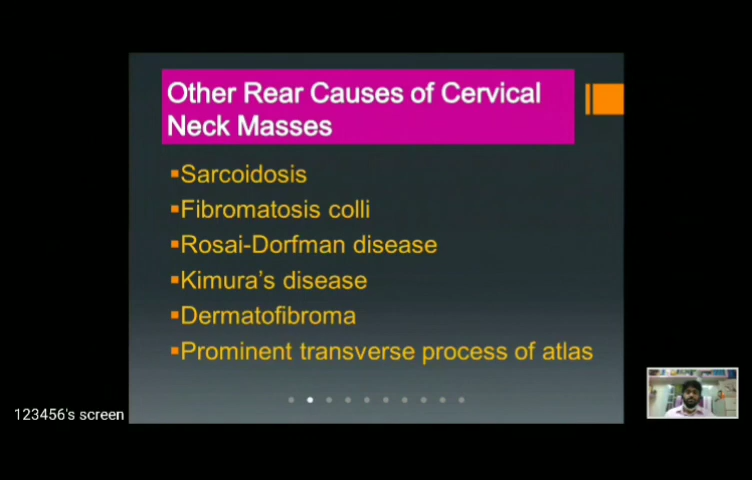 Other Rear Causes of Cervical
Neck Masses
▪Sarcoidosis
▪Fibromatosis colli
▪Rosai-Dorfman disease
▪Kimura's disease
▪Dermatofibroma
▪Prominent transverse process of atlas
123456's screen